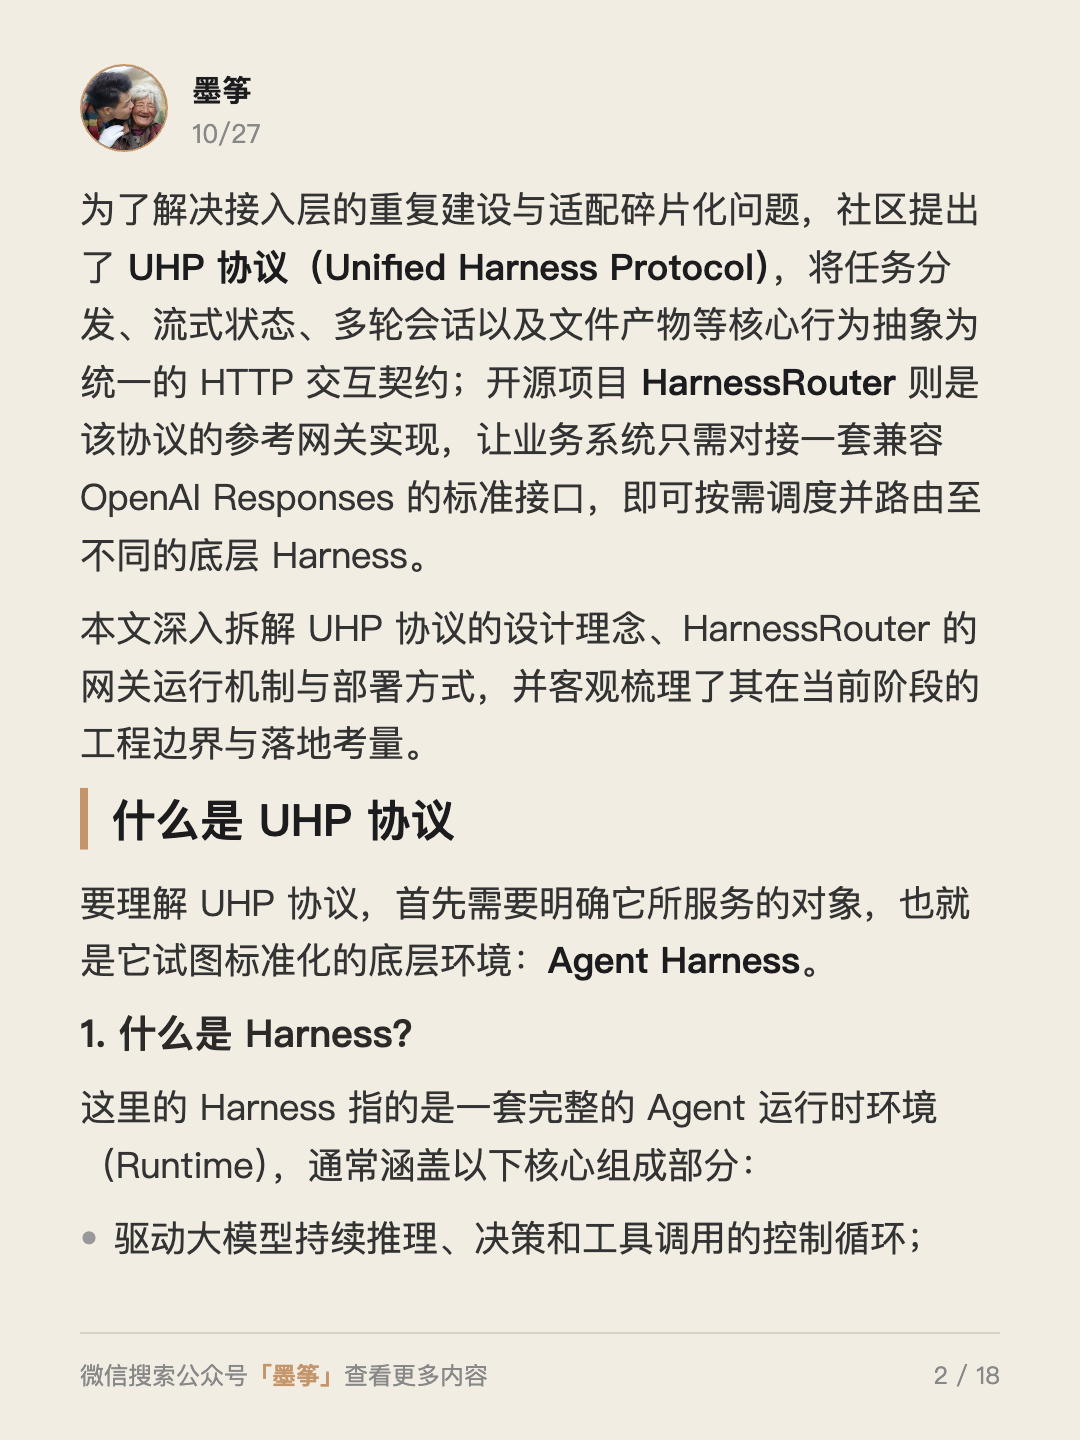 墨筝
10/27
为了解决接入层的重复建设与适配碎片化问题，社区提出
了 UHP 协议（Unified Harness Protocol），将任务分
发、流式状态、多轮会话以及文件产物等核心行为抽象为
统一的 HTTP 交互契约；开源项目 HarnessRouter 则是
该协议的参考网关实现，让业务系统只需对接一套兼容
OpenAI Responses 的标准接口，即可按需调度并路由至
不同的底层 Harness。
本文深入拆解 UHP 协议的设计理念、HarnessRouter 的
网关运行机制与部署方式，并客观梳理了其在当前阶段的
工程边界与落地考量。
什么是 UHP 协议
要理解 UHP 协议，首先需要明确它所服务的对象，也就
是它试图标准化的底层环境：Agent Harness。
1. 什么是 Harness?
这里的 Harness 指的是一套完整的 Agent 运行时环境
（Runtime），通常涵盖以下核心组成部分：
• 驱动大模型持续推理、决策和工具调用的控制循环；
微信搜索公众号「墨筝」查看更多内容
2 / 18